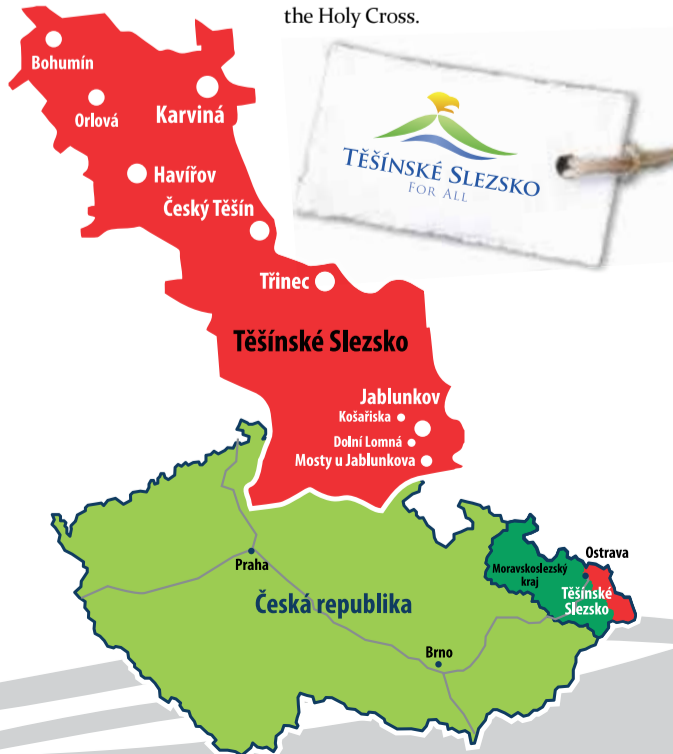 the Holy Cross.
Bohumín
Orlová
Karviná
Havířov
Český Těšín
TĚŠÍNSKÉ SLEZSKO
FOR ALL
Třinec
Těšínské Slezsko
Jablunkov
Košařiska
Dolní Lomná
Mosty u Jablunkova
Praha
Česká republika
Brno
Moravskoslezský
kraj
Ostrava
Těšínské
Slezsko